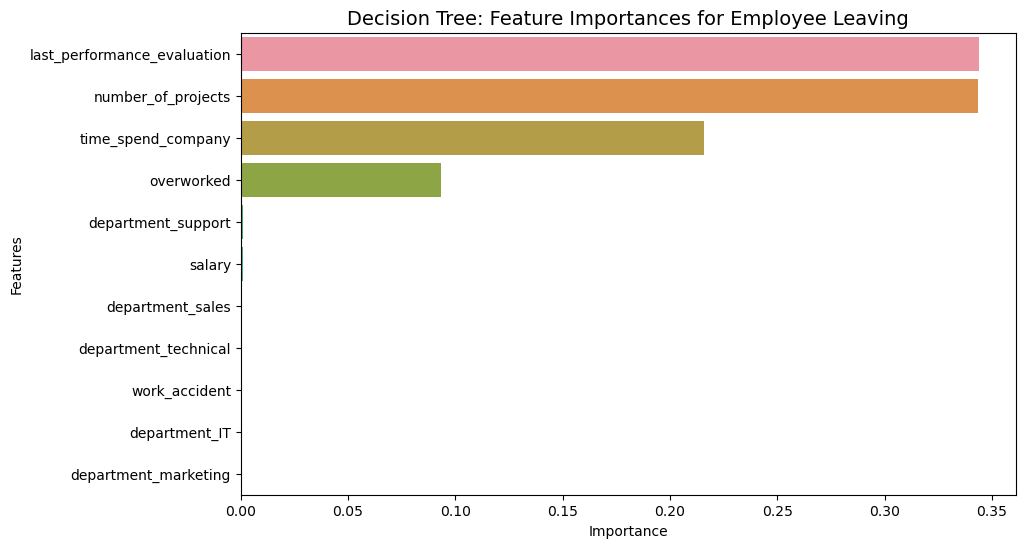 Decision Tree: Feature Importances for Employee Leaving
last_performance_evaluation
number_of_projects
time_spend_company
overworked
department_support
salary
department_sales
department_technical
work_accident
department_IT
department_marketing
Features
0.00 0.05 0.10 0.15 0.20 0.25 0.30 0.35
Importance